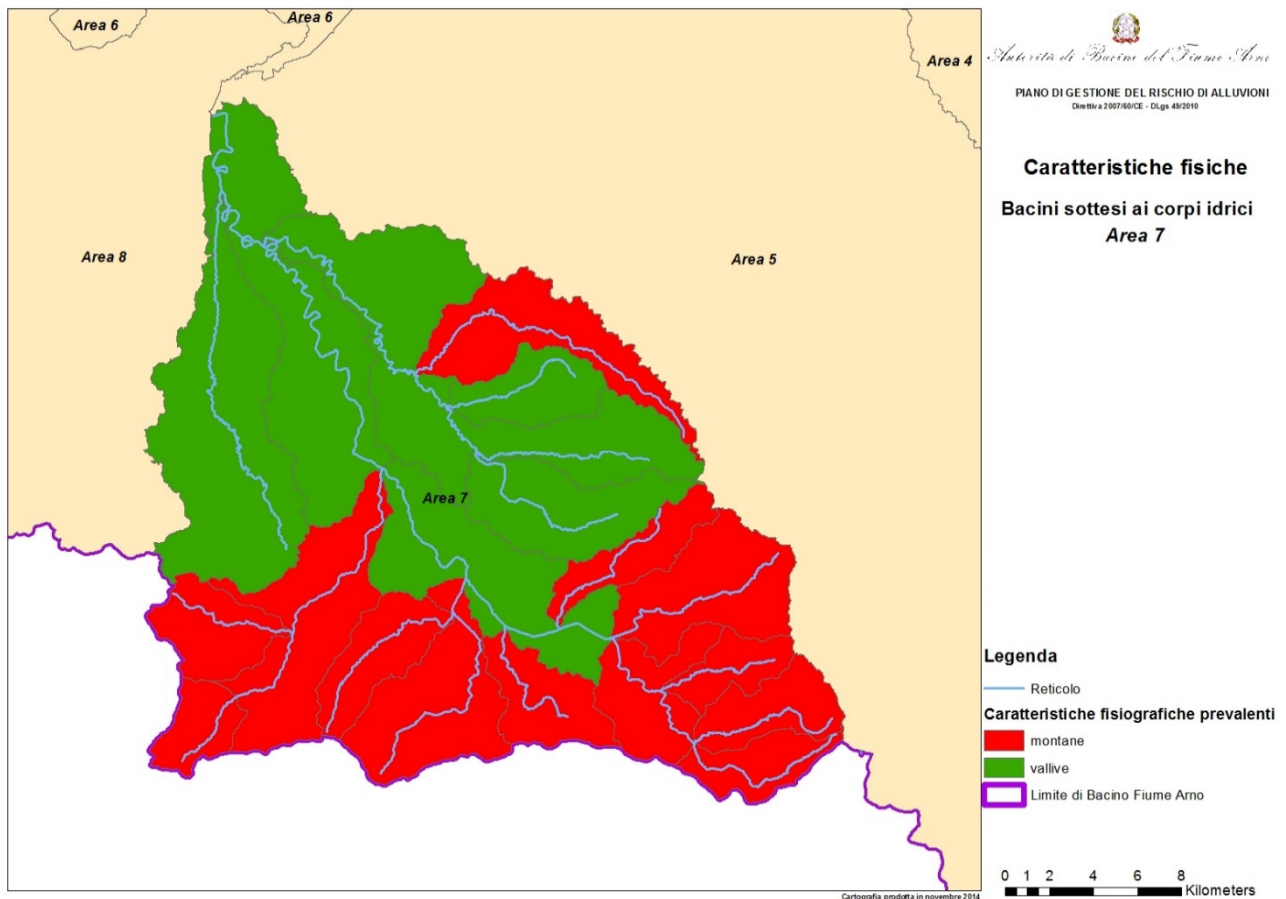 Area 6
Area 6
Area 4
Area 8
Area 5
Area 7
Autorità di Bacino del Fiume Arno
PIANO DI GESTIONE DEL RISCHIO DI ALLUVIONI
Direttiva 2007/60/CE - DLgs 49/2010
Caratteristiche fisiche
Bacini sottesi ai corpi idrici
Area 7
Legenda
Reticolo
Caratteristiche fisiografiche prevalenti
montane
vallive
Limite di Bacino Fiume Arno
0 1 2 4 6 8
Kilometers
Cartografia prodotta in novembre 2014